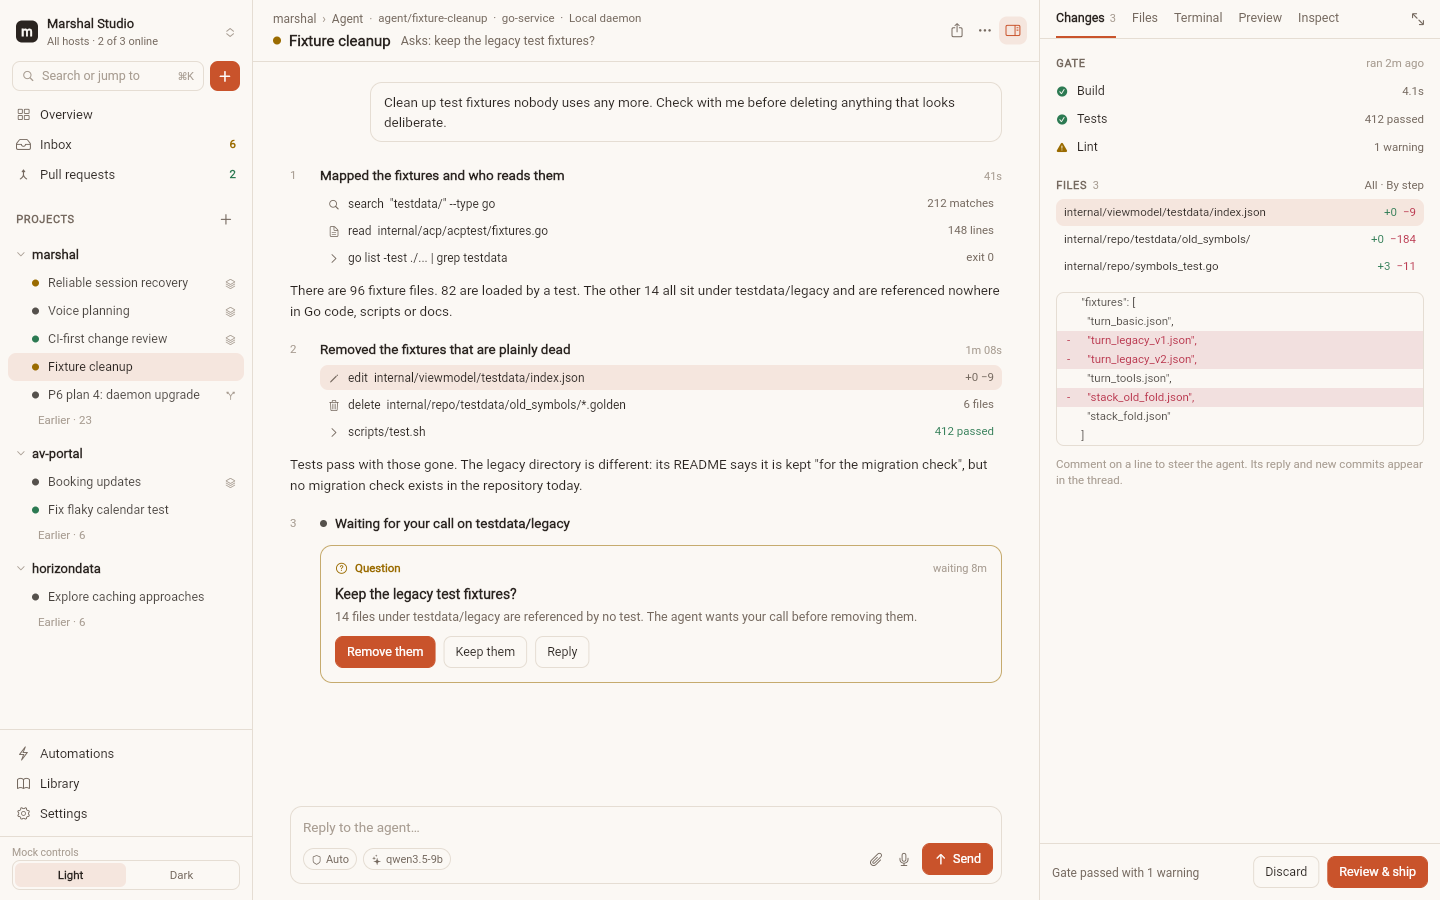 m
Marshal Studio
All hosts · 2 of 3 online
Search or jump to ⌘K
+
Overview
Inbox 6
Pull requests 2
PROJECTS +
marshal
Reliable session recovery
Voice planning
CI-first change review
Fixture cleanup
P6 plan 4: daemon upgrade
Earlier · 23
av-portal
Booking updates
Fix flaky calendar test
Earlier · 6
horizondata
Explore caching approaches
Earlier · 6
Automations
Library
Settings
Mock controls
Light Dark
marshal › Agent · agent/fixture-cleanup · go-service · Local daemon
Fixture cleanup Asks: keep the legacy test fixtures?
Clean up test fixtures nobody uses any more. Check with me before deleting anything that looks
deliberate.
1 Mapped the fixtures and who reads them 41s
search "testdata/" --type go 212 matches
read internal/acp/acptest/fixtures.go 148 lines
go list -test ./... | grep testdata exit 0
There are 96 fixture files. 82 are loaded by a test. The other 14 all sit under testdata/legacy and are referenced nowhere
in Go code, scripts or docs.
2 Removed the fixtures that are plainly dead 1m 08s
edit internal/viewmodel/testdata/index.json +0 −9
delete internal/repo/testdata/old_symbols/*.golden 6 files
scripts/test.sh 412 passed
Tests pass with those gone. The legacy directory is different: its README says it is kept "for the migration check", but
no migration check exists in the repository today.
3 Waiting for your call on testdata/legacy
Question waiting 8m
Keep the legacy test fixtures?
14 files under testdata/legacy are referenced by no test. The agent wants your call before removing them.
Remove them Keep them Reply
Reply to the agent…
Auto qwen3.5-9b Send
Changes 3 Files Terminal Preview Inspect
GATE ran 2m ago
Build 4.1s
Tests 412 passed
Lint 1 warning
FILES 3 All · By step
internal/viewmodel/testdata/index.json +0 −9
internal/repo/testdata/old_symbols/ +0 −184
internal/repo/symbols_test.go +3 −11
"fixtures": [
"turn_basic.json",
- "turn_legacy_v1.json",
- "turn_legacy_v2.json",
"turn_tools.json",
- "stack_old_fold.json",
"stack_fold.json"
]
Comment on a line to steer the agent. Its reply and new commits appear
in the thread.
Gate passed with 1 warning Discard Review & ship